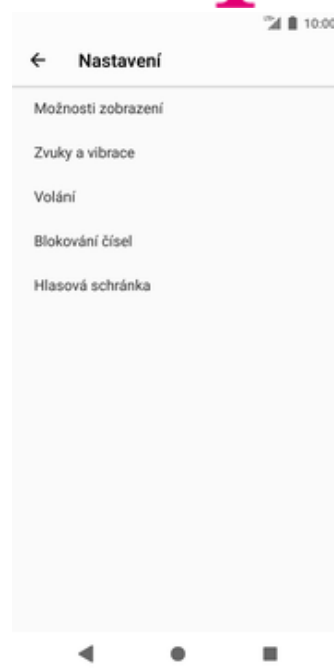 10:00
Nastavení
Možnosti zobrazení
Zvuky a vibrace
Volání
Blokování čísel
Hlasová schránka